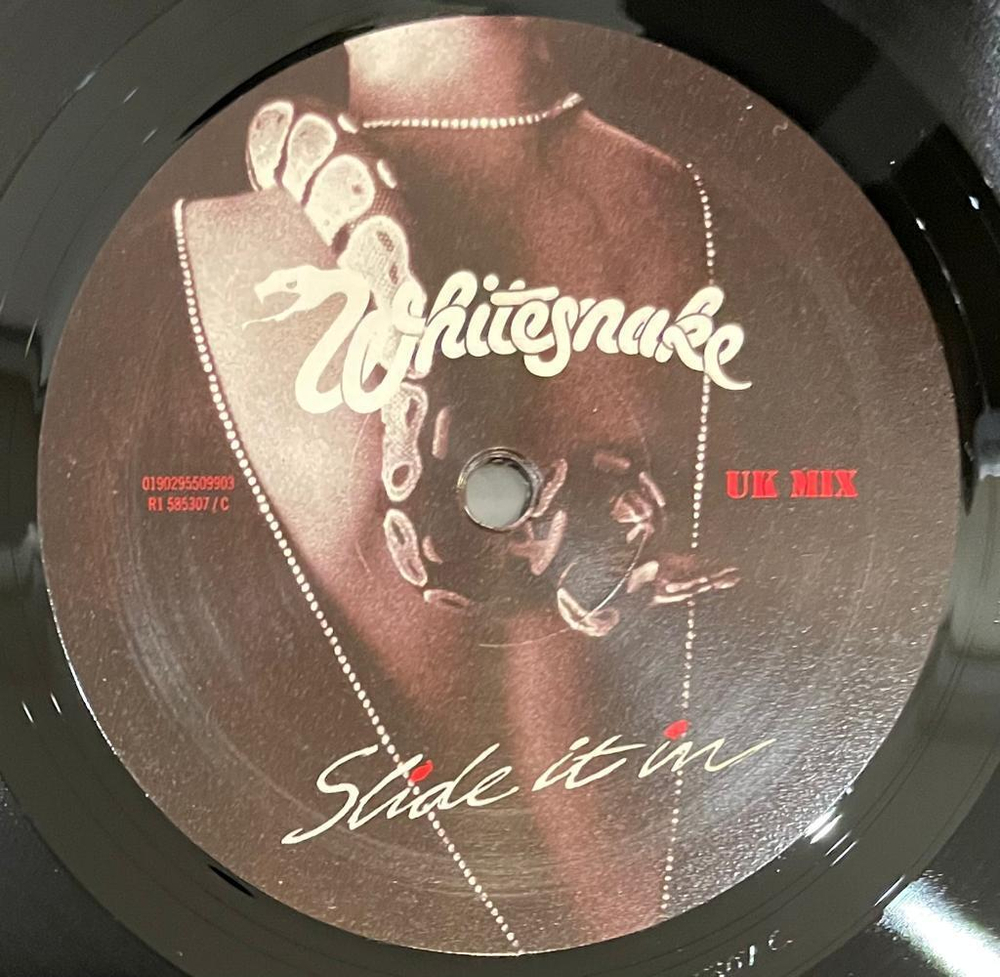 Whitesnake
0190295509903
R1 585307 / C
UK MIX
Slide it in